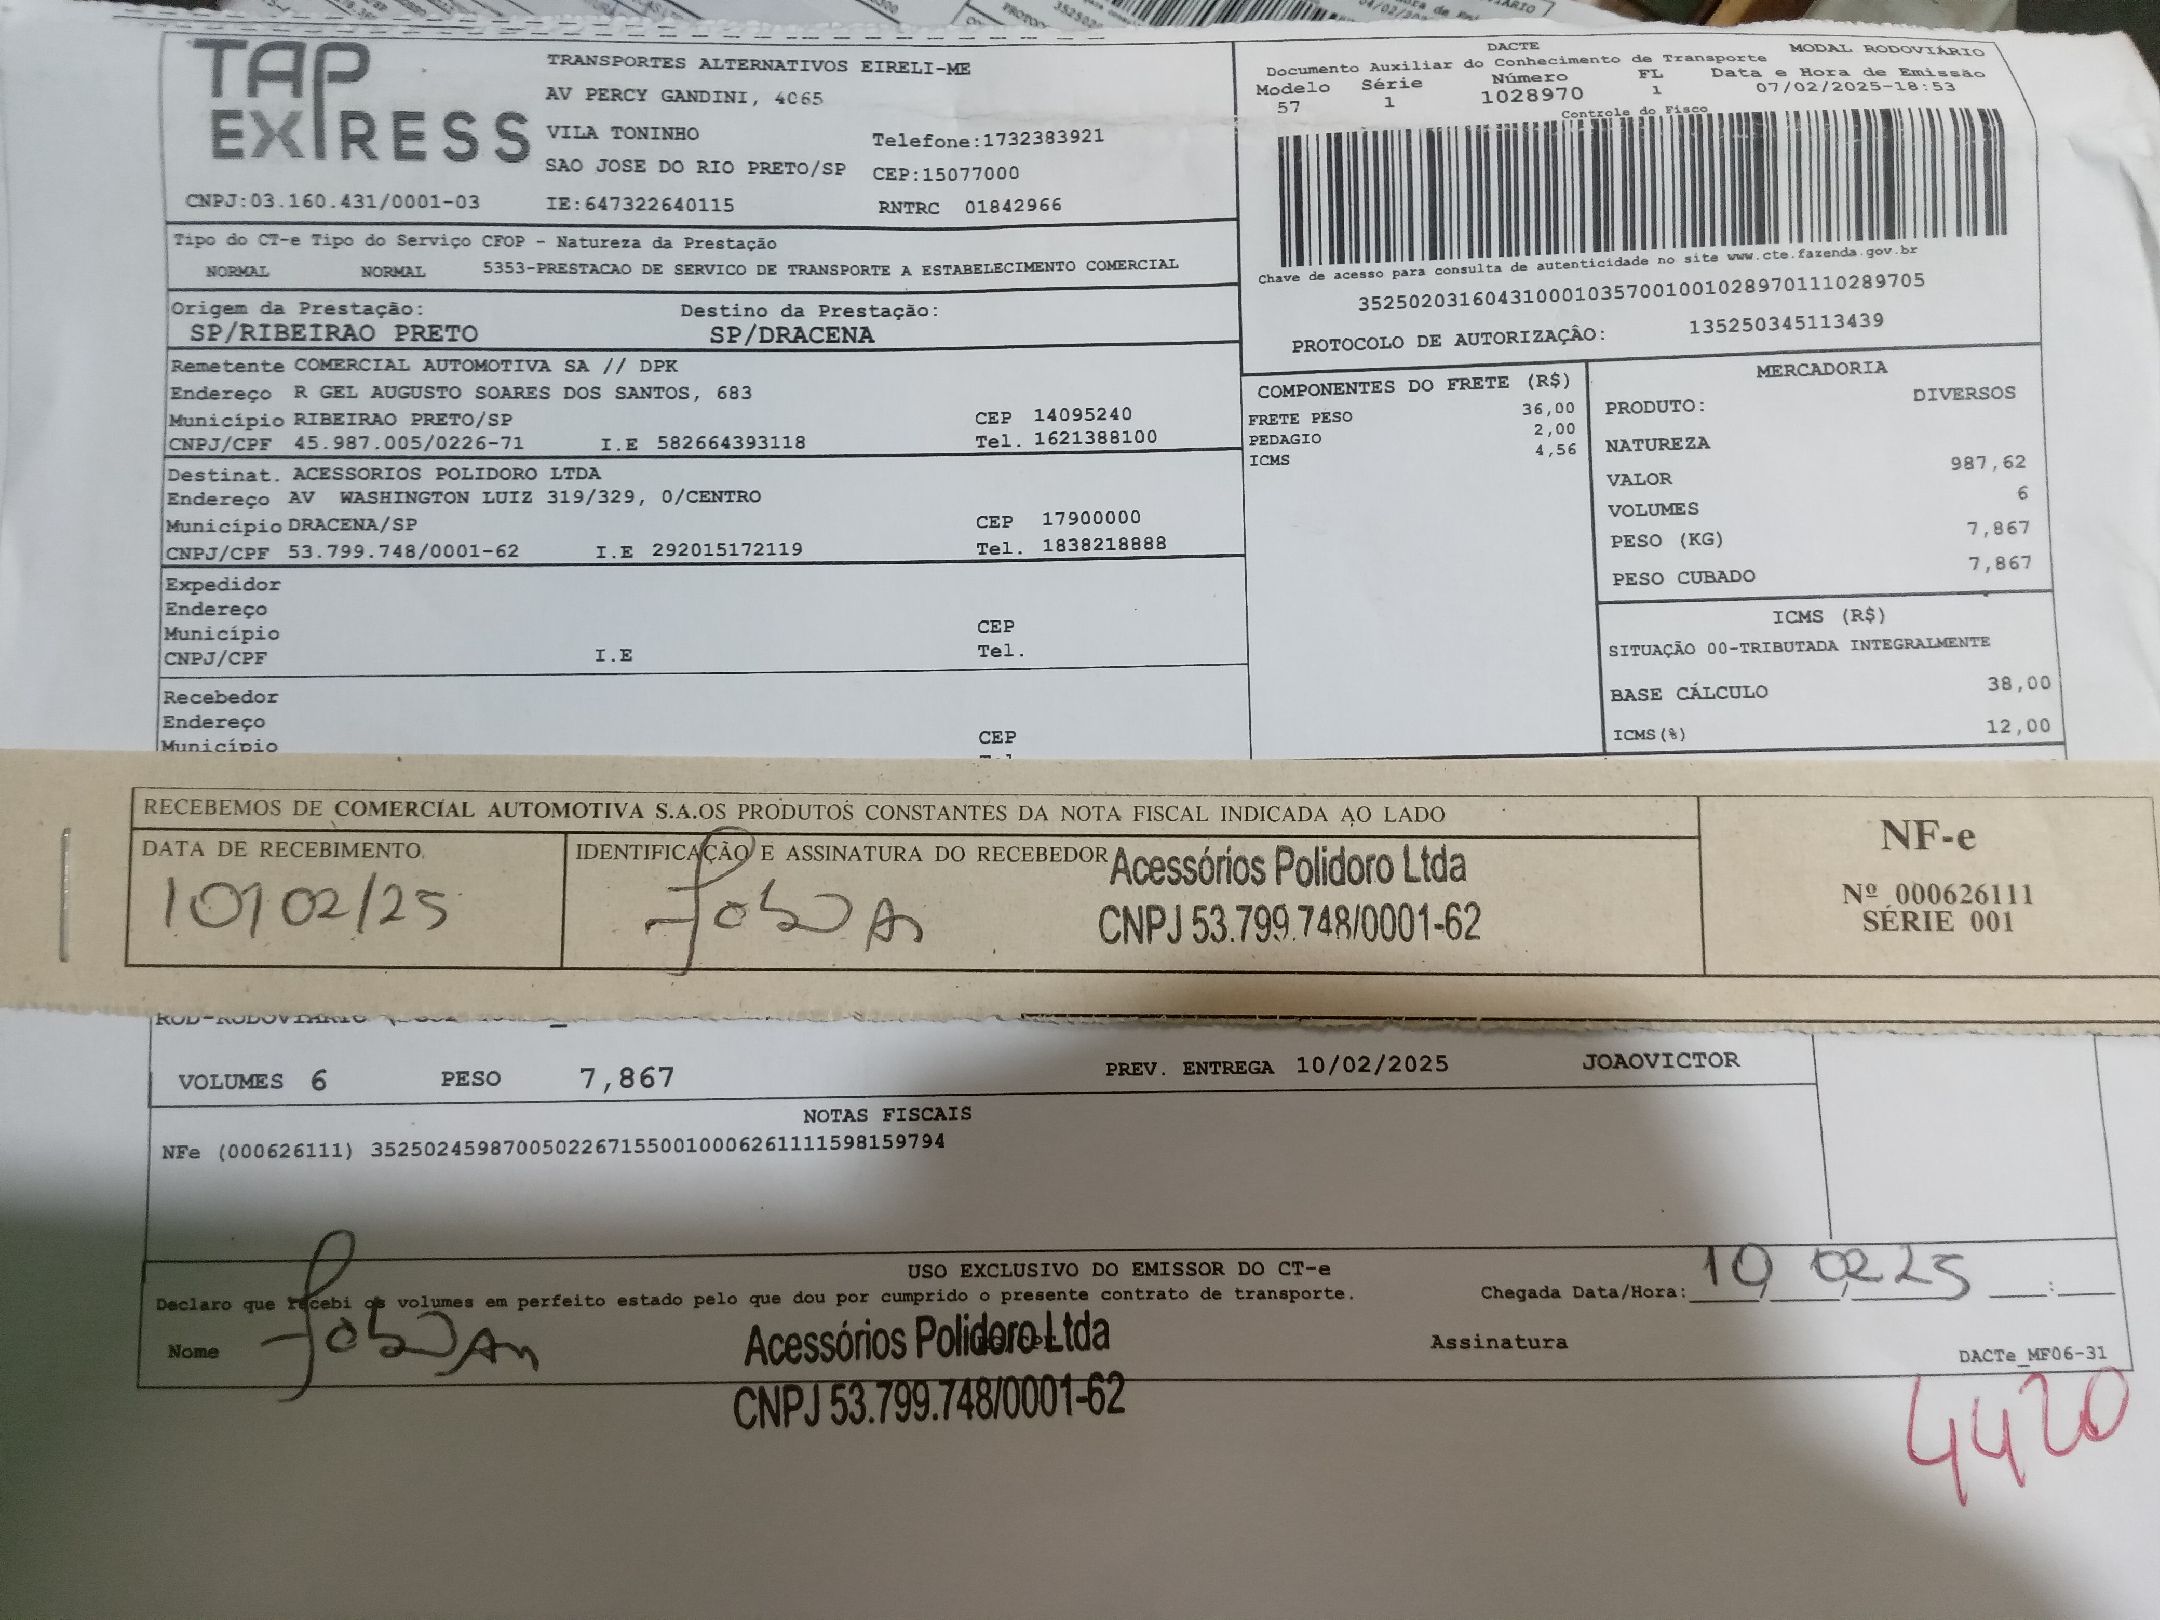 TAP EXPRESS
TRANSPORTES ALTERNATIVOS EIRELI-ME
AV PERCY GANDINI, 4065
VILA TONINHO
Telefone:1732383921
SAO JOSE DO RIO PRETO/SP
CEP:15077000
CNPJ:03.160.431/0001-03
IE:647322640115
RNTRC 01842966
DACTE
MODAL RODOVIÁRIO
Documento Auxiliar do Conhecimento de Transporte
Modelo Série Número FL Data e Hora de Emissão
57 1 1028970 1 07/02/2025-18:53
Controle do Fisco
Chave de acesso para consulta de autenticidade no site www.cte.fazenda.gov.br
35250203160431000103570010010289701110289705
PROTOCOLO DE AUTORIZAÇÂO: 135250345113439
Tipo do CT-e Tipo do Serviço CFOP - Natureza da Prestação
NORMAL NORMAL 5353-PRESTACAO DE SERVICO DE TRANSPORTE A ESTABELECIMENTO COMERCIAL
Origem da Prestação: Destino da Prestação:
SP/RIBEIRAO PRETO SP/DRACENA
Remetente COMERCIAL AUTOMOTIVA SA // DPK
Endereço R GEL AUGUSTO SOARES DOS SANTOS, 683
Município RIBEIRAO PRETO/SP CEP 14095240
CNPJ/CPF 45.987.005/0226-71 I.E 582664393118 Tel. 1621388100
Destinat. ACESSORIOS POLIDORO LTDA
Endereço AV WASHINGTON LUIZ 319/329, 0/CENTRO
Município DRACENA/SP CEP 17900000
CNPJ/CPF 53.799.748/0001-62 I.E 292015172119 Tel. 1838218888
Expedidor
Endereço
Município CEP
CNPJ/CPF I.E Tel.
Recebedor
Endereço
Município CEP
COMPONENTES DO FRETE (R$)
FRETE PESO 36,00
PEDAGIO 2,00
ICMS 4,56
MERCADORIA
PRODUTO: DIVERSOS
NATUREZA
VALOR 987,62
VOLUMES 6
PESO (KG) 7,867
PESO CUBADO 7,867
ICMS (R$)
SITUAÇÃO 00-TRIBUTADA INTEGRALMENTE
BASE CÁLCULO 38,00
ICMS(%) 12,00
RECEBEMOS DE COMERCIAL AUTOMOTIVA S.A.OS PRODUTOS CONSTANTES DA NOTA FISCAL INDICADA AO LADO
DATA DE RECEBIMENTO
10/02/25
IDENTIFICAÇÃO E ASSINATURA DO RECEBEDOR
Acessórios Polidoro Ltda
CNPJ 53.799.748/0001-62
NF-e
Nº 000626111
SÉRIE 001
VOLUMES 6 PESO 7,867 PREV. ENTREGA 10/02/2025 JOAOVICTOR
NOTAS FISCAIS
NFe (000626111) 35250245987005022671550010006261111598159794
USO EXCLUSIVO DO EMISSOR DO CT-e
Declaro que recebi os volumes em perfeito estado pelo que dou por cumprido o presente contrato de transporte.
Chegada Data/Hora: 10 02 25
Nome
Acessórios Polidoro Ltda
CNPJ 53.799.748/0001-62
Assinatura
DACTe_MF06-31
4420